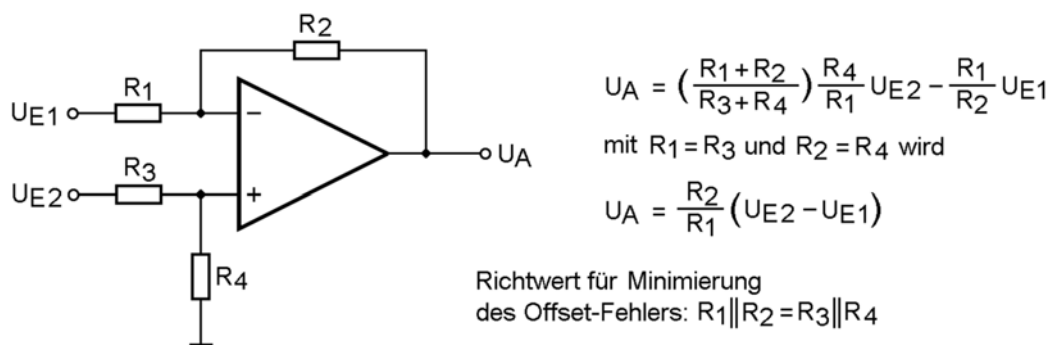 R2
R1
UE1
−
UA
R3
UE2
+
R4
UA = (R1+R2 / R3+R4) R4/R1 UE2 − R1/R2 UE1
mit R1=R3 und R2=R4 wird
UA = R2/R1 (UE2 − UE1)
Richtwert für Minimierung
des Offset-Fehlers: R1||R2=R3||R4